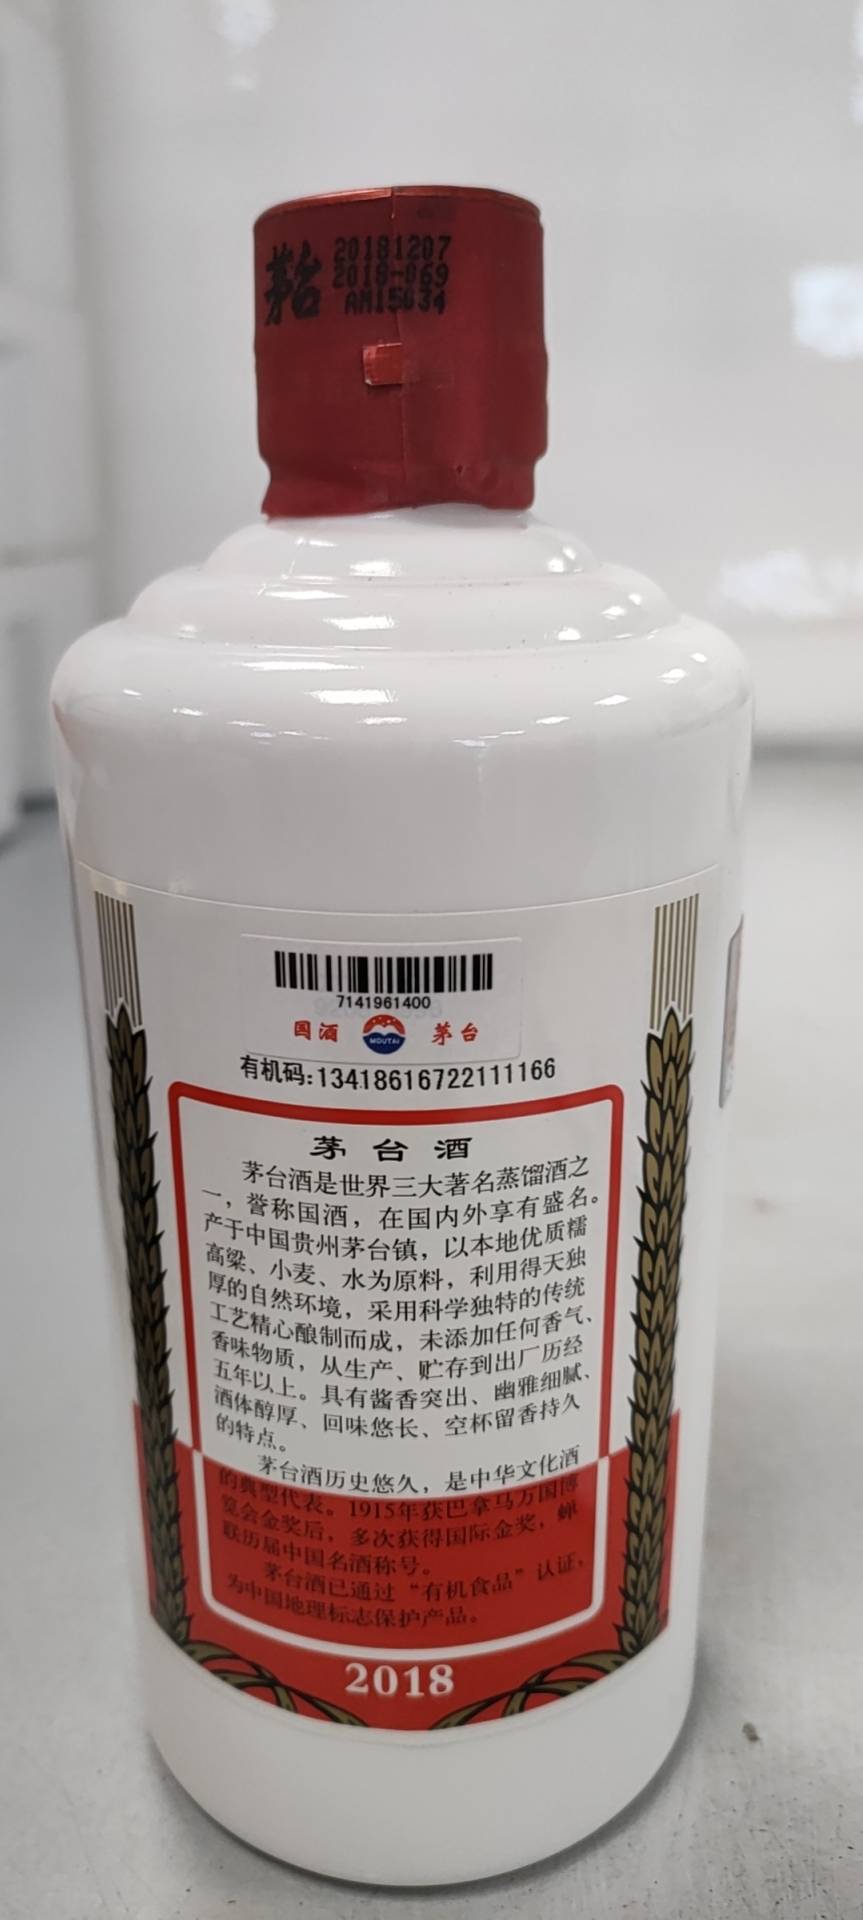 茅台
20181207
2018-069
AM15034
7141961400
国酒
MOUTAI
茅台
有机码:13418616722111166
茅台酒
茅台酒是世界三大著名蒸馏酒之
一，誉称国酒，在国内外享有盛名。
产于中国贵州茅台镇，以本地优质糯
高粱、小麦、水为原料，利用得天独
厚的自然环境，采用科学独特的传统
工艺精心酿制而成，未添加任何香气、
香味物质，从生产、贮存到出厂历经
五年以上。具有酱香突出、幽雅细腻、
酒体醇厚、回味悠长、空杯留香持久
的特点。
茅台酒历史悠久，是中华文化酒
的典型代表。1915年获巴拿马万国博
览会金奖后，多次获得国际金奖，蝉
联历届中国名酒称号。
茅台酒已通过“有机食品”认证，
为中国地理标志保护产品。
2018